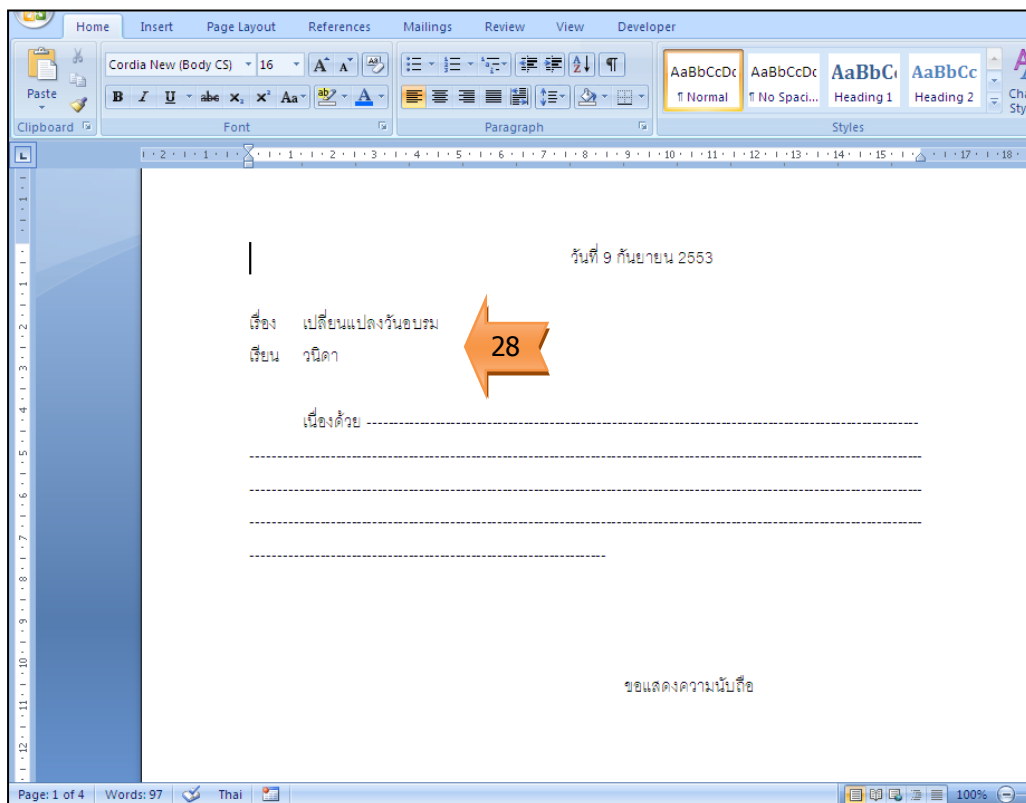 Home Insert Page Layout References Mailings Review View Developer
Cordia New (Body CS) 16
Paste
B I U abc X₂ X² Aa
AaBbCcDc AaBbCcDc AaBbC AaBbCc
¶ Normal ¶ No Spaci... Heading 1 Heading 2
Clipboard Font Paragraph Styles
วันที่ 9 กันยายน 2553
เรื่อง เปลี่ยนแปลงวันอบรม
28
เรียน วนิดา
เนื่องด้วย ----------------------------------------------------------------
--------------------------------------------------------------------------------
--------------------------------------------------------------------------------
--------------------------------------------------------------------------------
------------------------------------------
ขอแสดงความนับถือ
Page: 1 of 4 Words: 97 Thai 100%